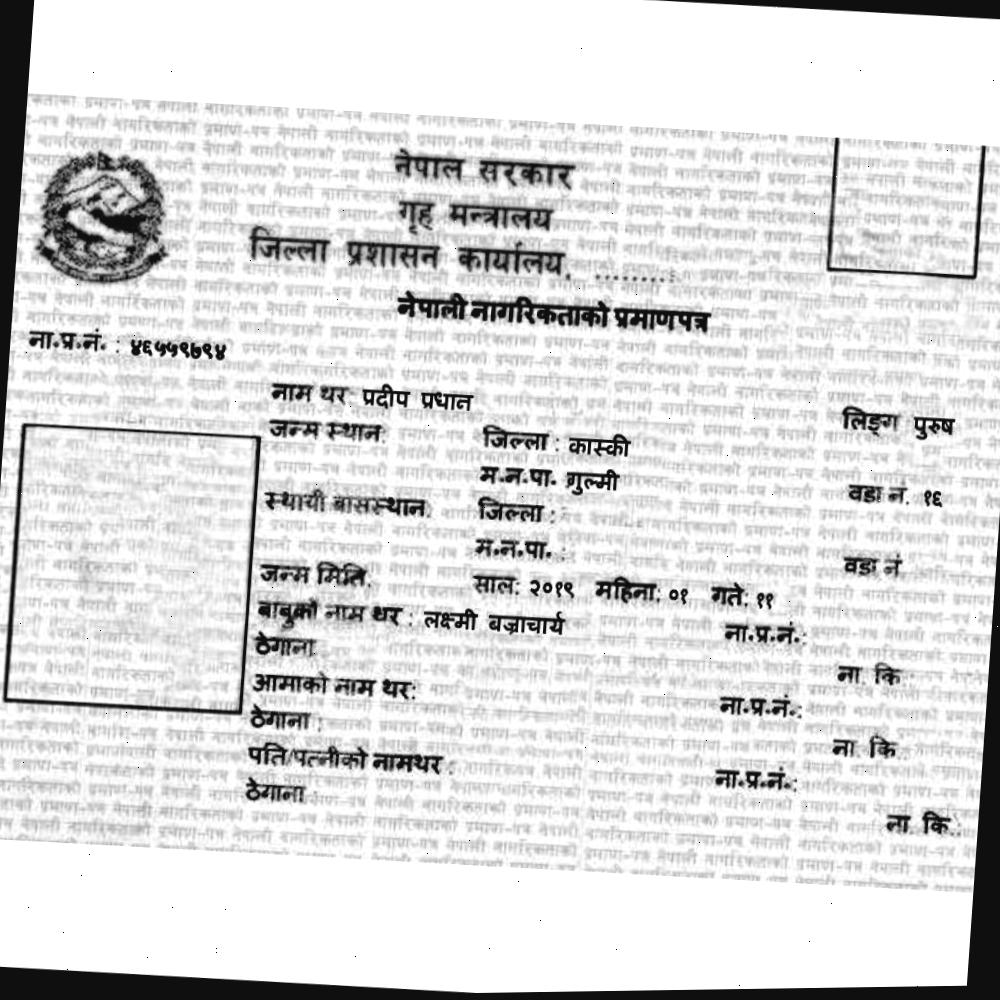 नेपाल सरकार
गृह मन्त्रालय
जिल्ला प्रशासन कार्यालय, ..........
नेपाली नागरिकताको प्रमाणपत्र
ना.प्र.नं. : ४६५५९७९४
नाम थर: प्रदीप प्रधान लिङ्ग पुरुष
जन्म स्थान: जिल्ला : कास्की
म.न.पा. गुल्मी वडा नं. १६
स्थायी बासस्थान: जिल्ला :
म.न.पा. : वडा नं
जन्म मिति: साल: २०१९ महिना: ०१ गते: ११
बाबुको नाम थर : लक्ष्मी बज्राचार्य ना.प्र.नं.:
ठेगाना: ना. कि.:
आमाको नाम थर: ना.प्र.नं.:
ठेगाना : ना. कि.:
पति/पत्नीको नामथर : ना.प्र.नं.:
ठेगाना : ना. कि.: